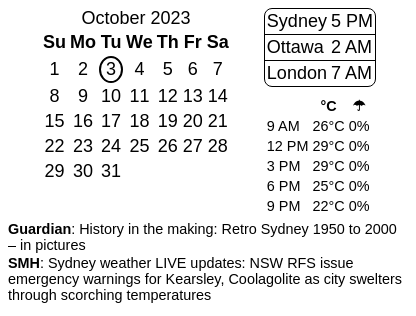 October 2023
Su Mo Tu We Th Fr Sa
1 2 3 4 5 6 7
8 9 10 11 12 13 14
15 16 17 18 19 20 21
22 23 24 25 26 27 28
29 30 31
Sydney 5 PM
Ottawa 2 AM
London 7 AM
°C ☂
9 AM 26°C 0%
12 PM 29°C 0%
3 PM 29°C 0%
6 PM 25°C 0%
9 PM 22°C 0%
Guardian: History in the making: Retro Sydney 1950 to 2000
– in pictures
SMH: Sydney weather LIVE updates: NSW RFS issue
emergency warnings for Kearsley, Coolagolite as city swelters
through scorching temperatures